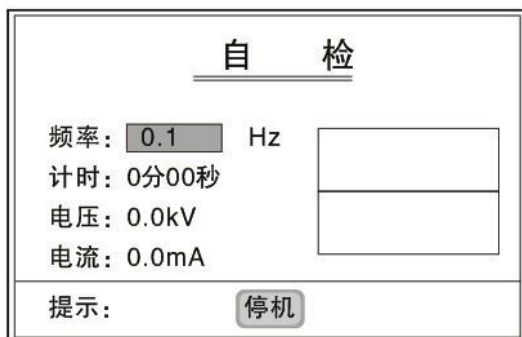 自 检
频率：0.1 Hz
计时：0分00秒
电压：0.0kV
电流：0.0mA
提示： 停机